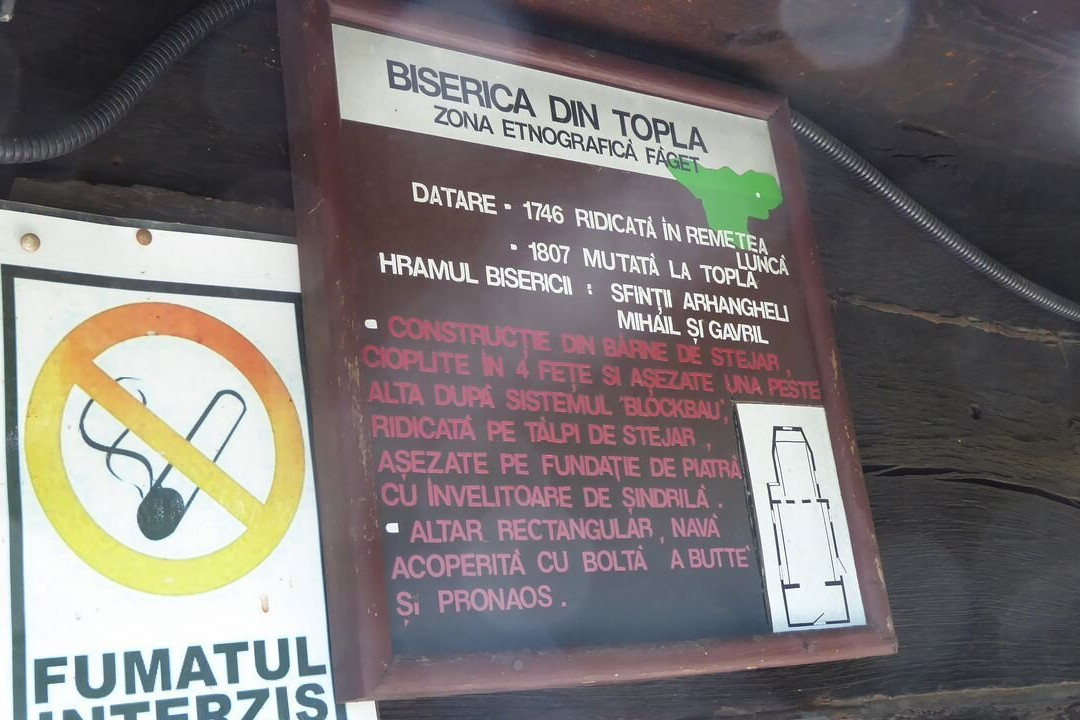 BISERICA DIN TOPLA
ZONA ETNOGRAFICĂ FĂGET
DATARE - 1746 RIDICATĂ ÎN REMETEA
LUNCĂ
- 1807 MUTATĂ LA TOPLA
HRAMUL BISERICII : SFINȚII ARHANGHELI
MIHAIL ȘI GAVRIL
CONSTRUCȚIE DIN BÂRNE DE STEJAR,
CIOPLITE ÎN 4 FEȚE SI AȘEZATE UNA PESTE
ALTA DUPĂ SISTEMUL "BLOCKBAU",
RIDICATĂ PE TĂLPI DE STEJAR,
AȘEZATE PE FUNDAȚIE DE PIATRĂ
CU ÎNVELITOARE DE ȘINDRILĂ.
ALTAR RECTANGULAR, NAVĂ
ACOPERITĂ CU BOLTĂ A BUTTE
ȘI PRONAOS.
FUMATUL
INTERZIS